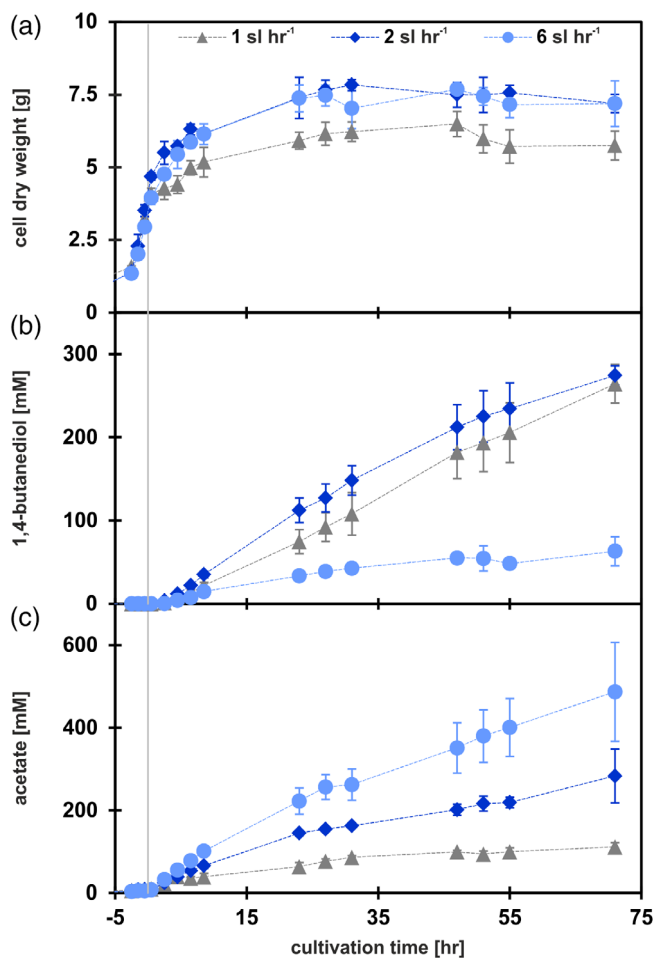 (a)
10
1 sl hr⁻¹
2 sl hr⁻¹
6 sl hr⁻¹
7.5
5
2.5
0
cell dry weight [g]
(b)
300
200
100
0
1,4-butanediol
[mM]
(c)
600
400
200
0
acetate
[mM]
-5
15
35
55
75
cultivation time [hr]